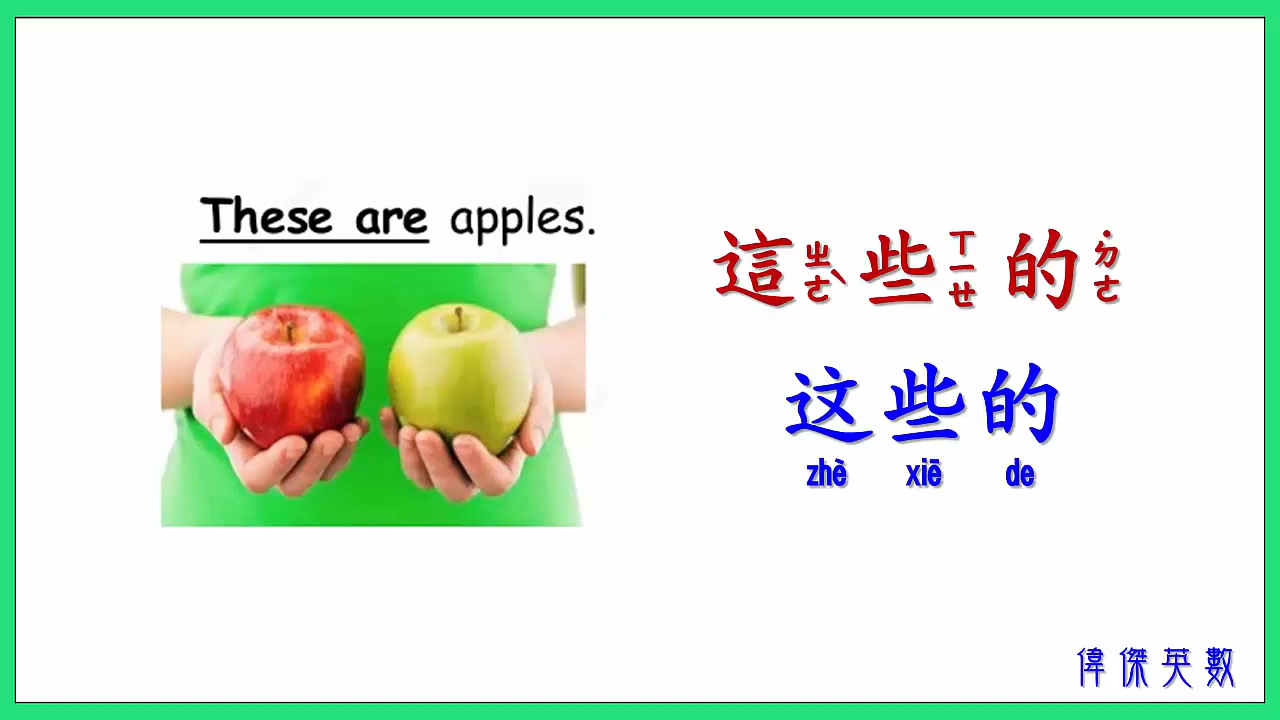 These are apples.
這ㄓㄜˋ些ㄒㄧㄝ的˙ㄉㄜ
这些的
zhè xiē de
偉傑英數